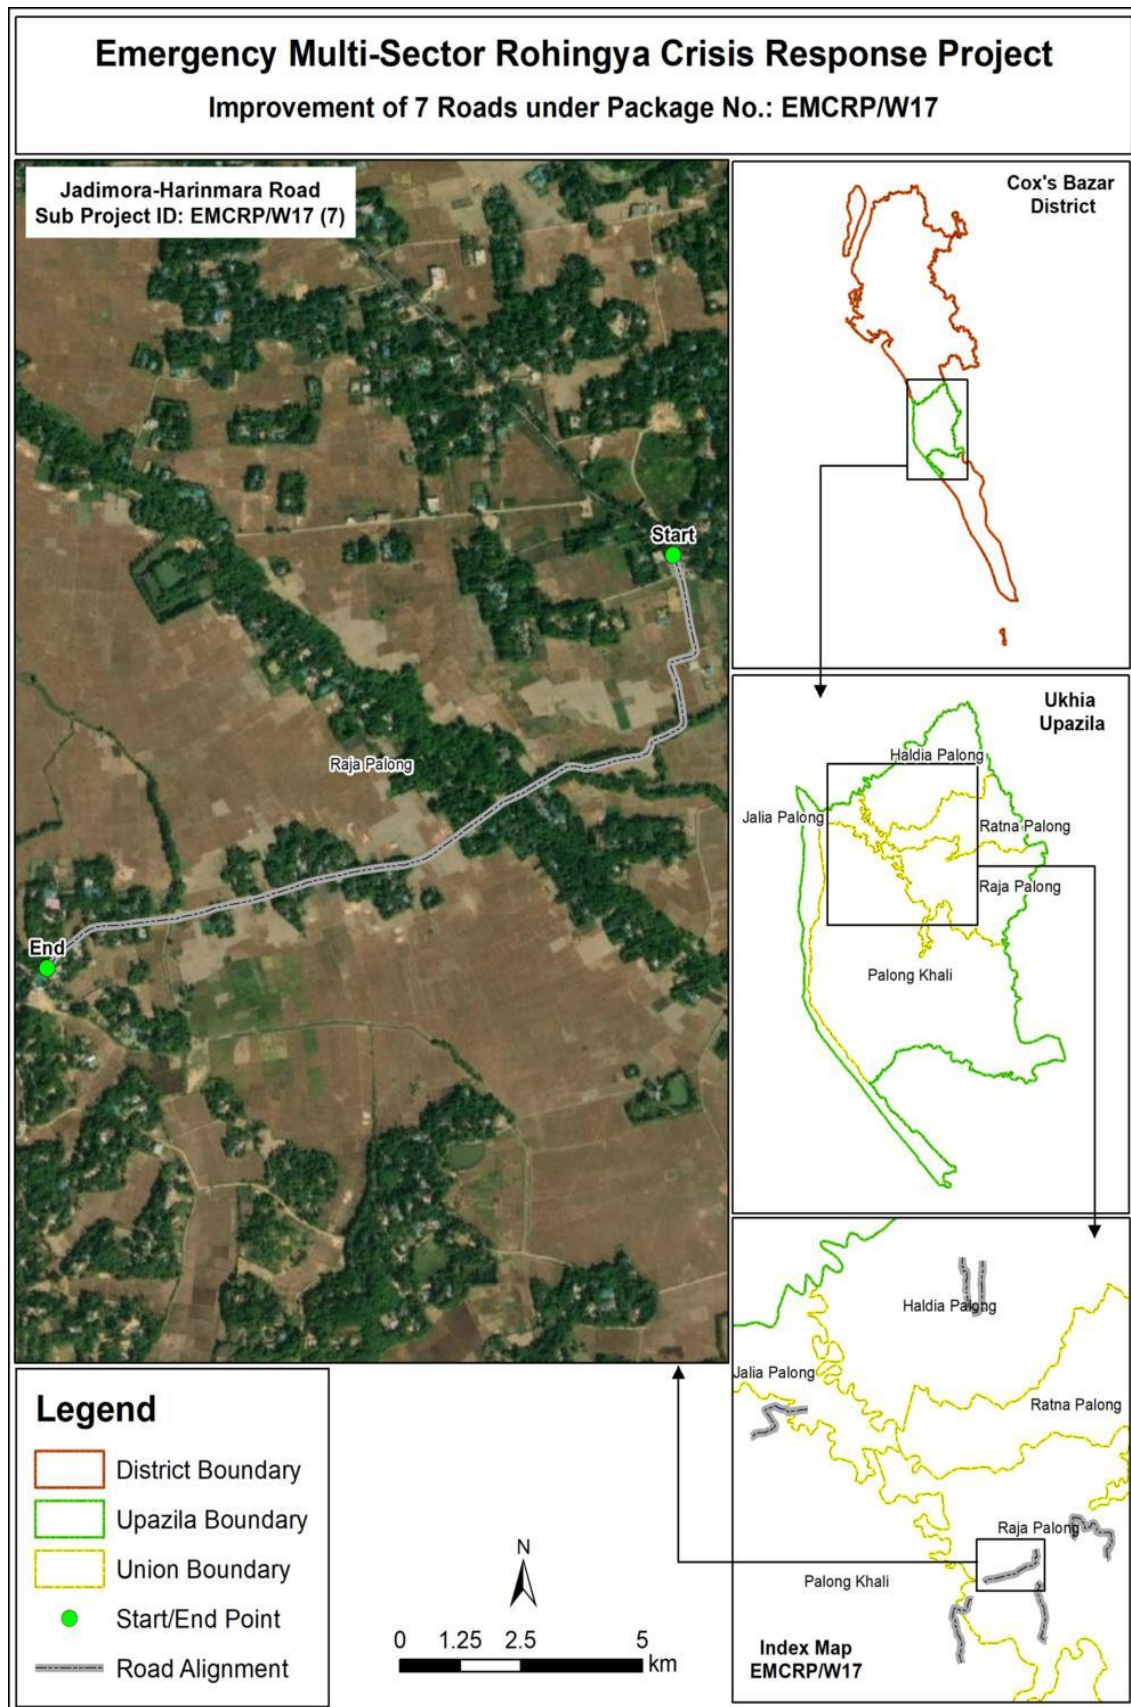 Emergency Multi-Sector Rohingya Crisis Response Project
Improvement of 7 Roads under Package No.: EMCRP/W17
Jadimora-Harinmara Road
Sub Project ID: EMCRP/W17 (7)
Start
Raja Palong
End
Cox's Bazar
District
Ukhia
Upazila
Haldia Palong
Jalia Palong
Ratna Palong
Raja Palong
Palong Khali
Haldia Palong
Jalia Palong
Ratna Palong
Raja Palong
Palong Khali
Index Map
EMCRP/W17
Legend
District Boundary
Upazila Boundary
Union Boundary
Start/End Point
Road Alignment
N
0 1.25 2.5 5
km